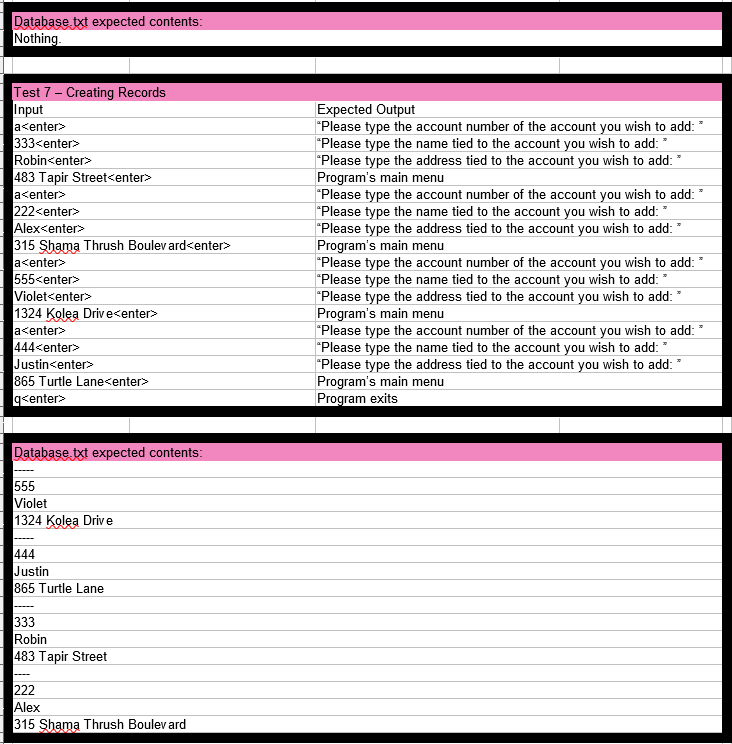 Database.txt expected contents:
Nothing.
Test 7 – Creating Records
Input Expected Output
a<enter> “Please type the account number of the account you wish to add: ”
333<enter> “Please type the name tied to the account you wish to add: ”
Robin<enter> “Please type the address tied to the account you wish to add: ”
483 Tapir Street<enter> Program’s main menu
a<enter> “Please type the account number of the account you wish to add: ”
222<enter> “Please type the name tied to the account you wish to add: ”
Alex<enter> “Please type the address tied to the account you wish to add: ”
315 Shama Thrush Boulevard<enter> Program’s main menu
a<enter> “Please type the account number of the account you wish to add: ”
555<enter> “Please type the name tied to the account you wish to add: ”
Violet<enter> “Please type the address tied to the account you wish to add: ”
1324 Kolea Drive<enter> Program’s main menu
a<enter> “Please type the account number of the account you wish to add: ”
444<enter> “Please type the name tied to the account you wish to add: ”
Justin<enter> “Please type the address tied to the account you wish to add: ”
865 Turtle Lane<enter> Program’s main menu
q<enter> Program exits
Database.txt expected contents:
-----
555
Violet
1324 Kolea Drive
-----
444
Justin
865 Turtle Lane
-----
333
Robin
483 Tapir Street
----
222
Alex
315 Shama Thrush Boulevard